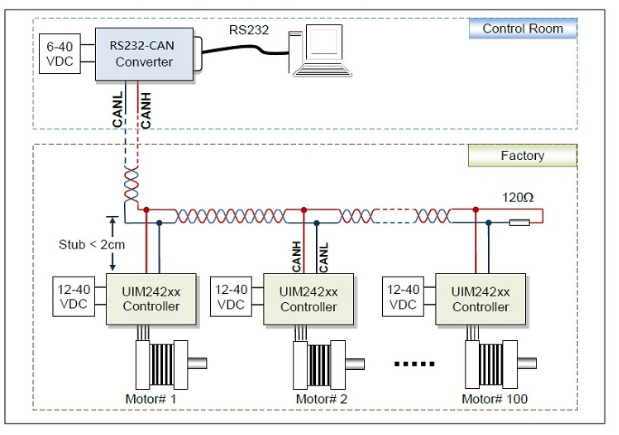 Control Room
RS232
6-40
VDC
RS232-CAN
Converter
CANL
CANH
Factory
120Ω
Stub < 2cm
CANH
CANL
12-40
VDC
UIM242xx
Controller
12-40
VDC
UIM242xx
Controller
12-40
VDC
UIM242xx
Controller
Motor# 1
Motor# 2
Motor# 100